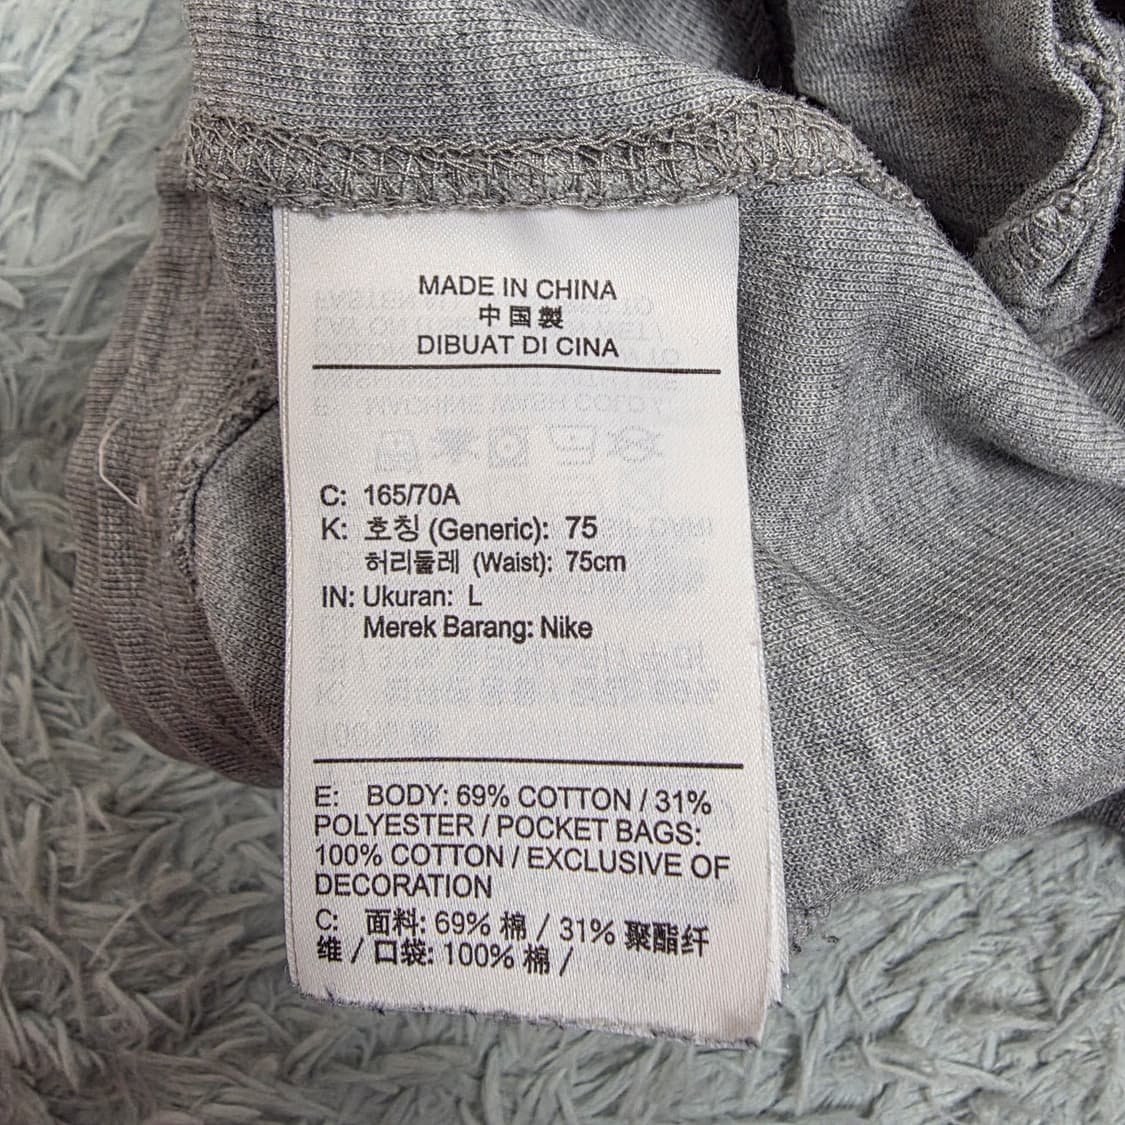 MADE IN CHINA
中国製
DIBUAT DI CINA
C: 165/70A
K: 호칭 (Generic): 75
허리둘레 (Waist): 75cm
IN: Ukuran: L
Merek Barang: Nike
E: BODY: 69% COTTON / 31%
POLYESTER / POCKET BAGS:
100% COTTON / EXCLUSIVE OF
DECORATION
C: 面料: 69% 棉 / 31% 聚酯纤
维 / 口袋: 100% 棉 /